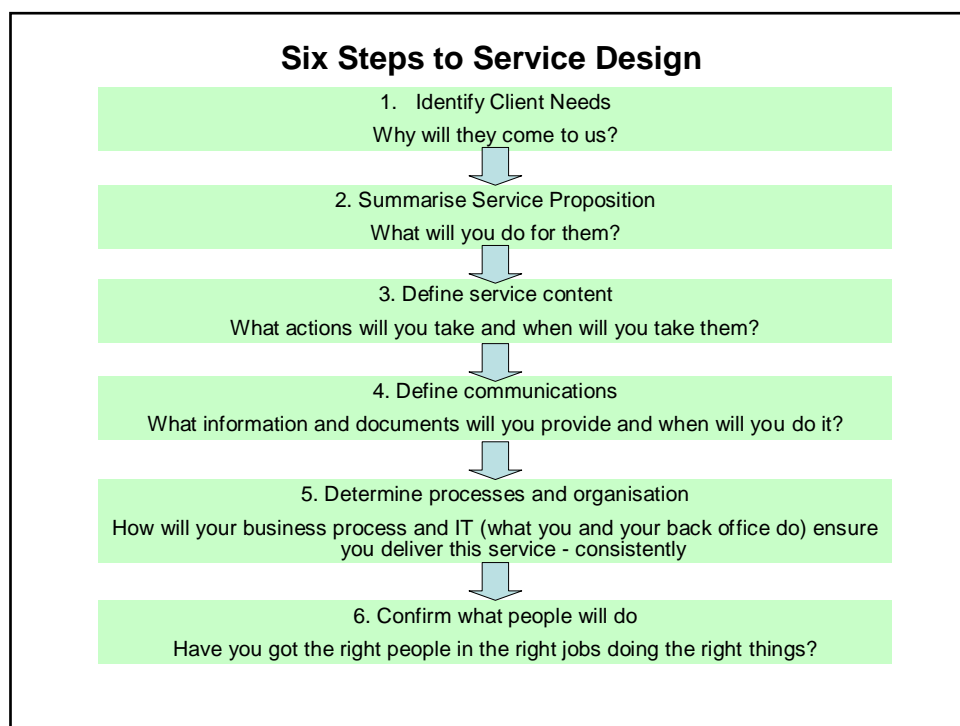 Six Steps to Service Design
1. Identify Client Needs
Why will they come to us?
2. Summarise Service Proposition
What will you do for them?
3. Define service content
What actions will you take and when will you take them?
4. Define communications
What information and documents will you provide and when will you do it?
5. Determine processes and organisation
How will your business process and IT (what you and your back office do) ensure
you deliver this service - consistently
6. Confirm what people will do
Have you got the right people in the right jobs doing the right things?